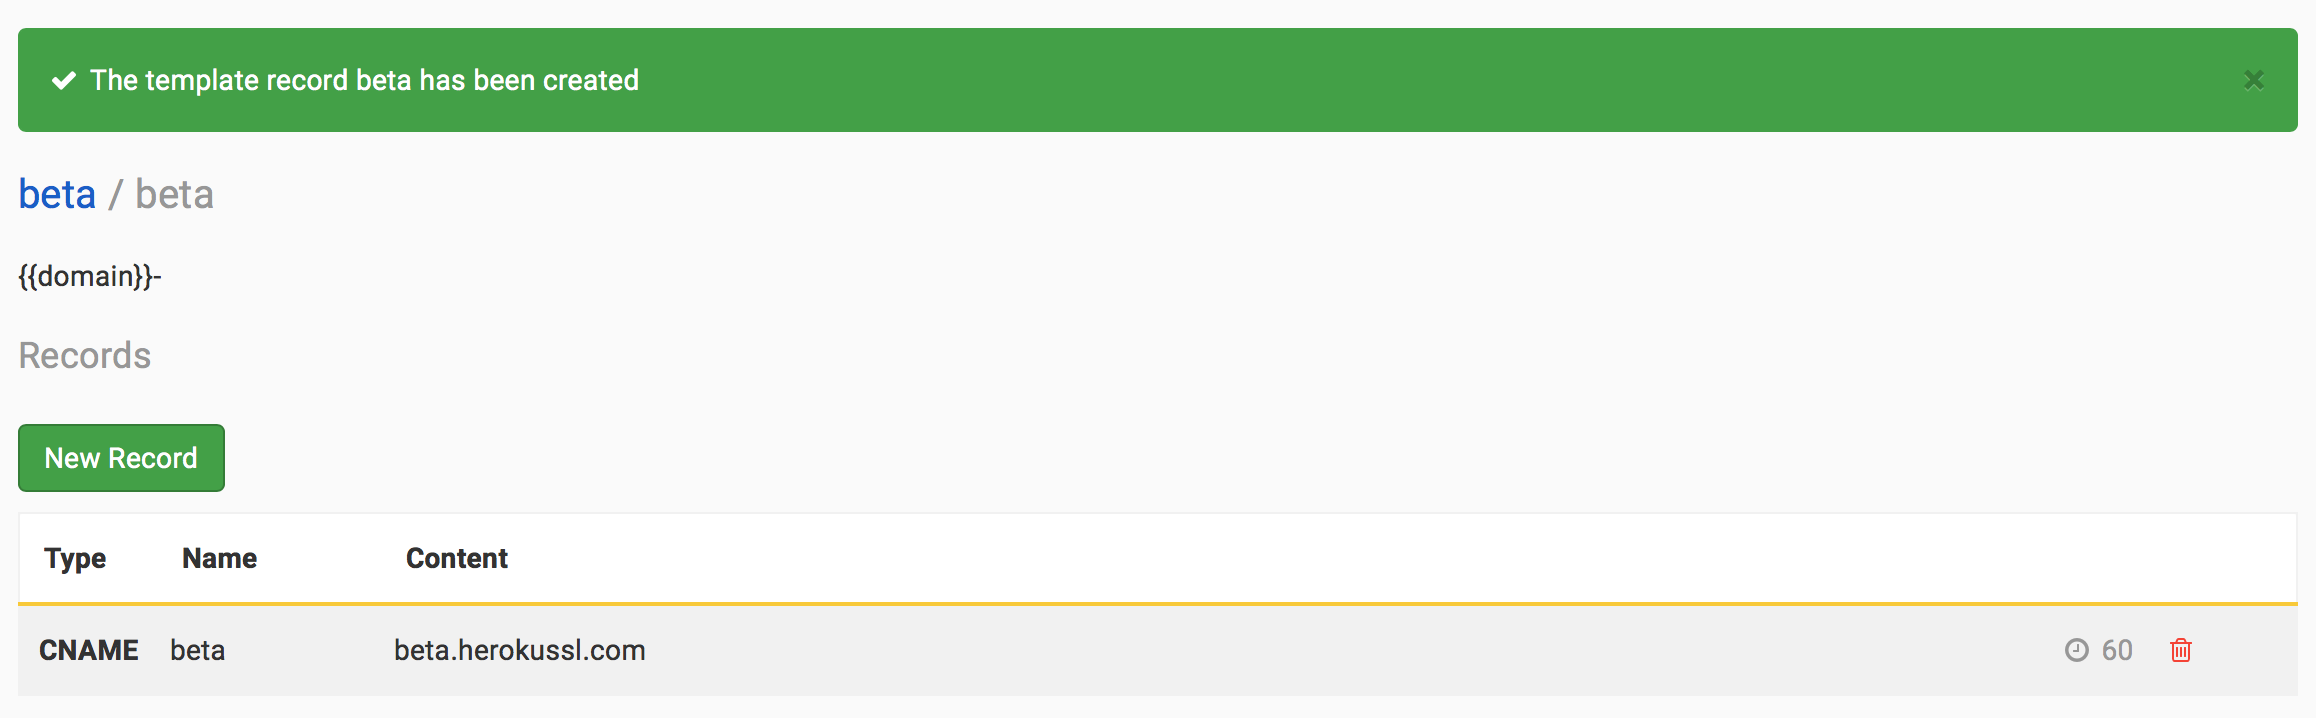 The template record beta has been created
beta / beta
{{domain}}-
Records
New Record
Type Name Content
CNAME beta beta.herokussl.com 60